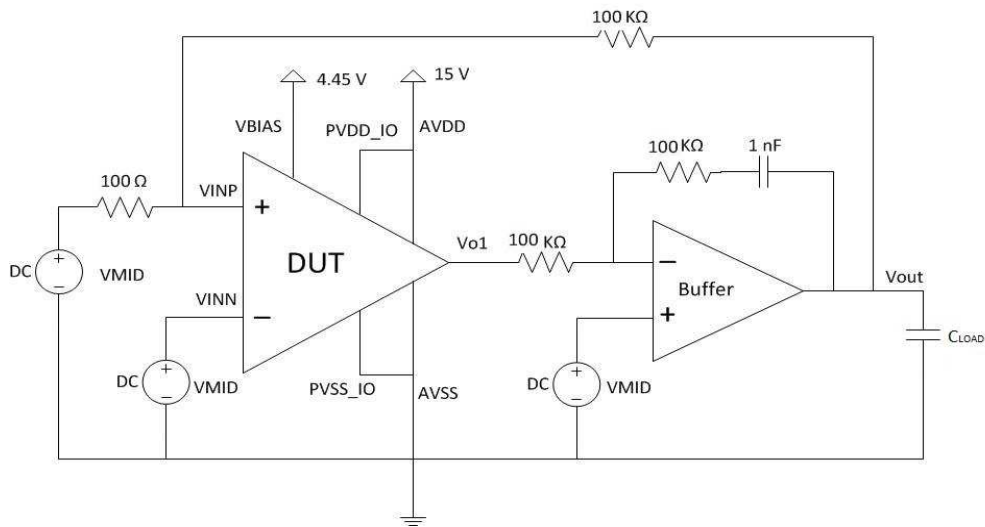 100 KΩ
4.45 V
15 V
VBIAS
PVDD_IO
AVDD
100 KΩ
1 nF
100 Ω
VINP
+
DUT
Vo1
100 KΩ
−
Buffer
+
Vout
DC
+
−
VMID
VINN
−
DC
+
−
VMID
PVSS_IO
AVSS
DC
+
−
VMID
CLOAD